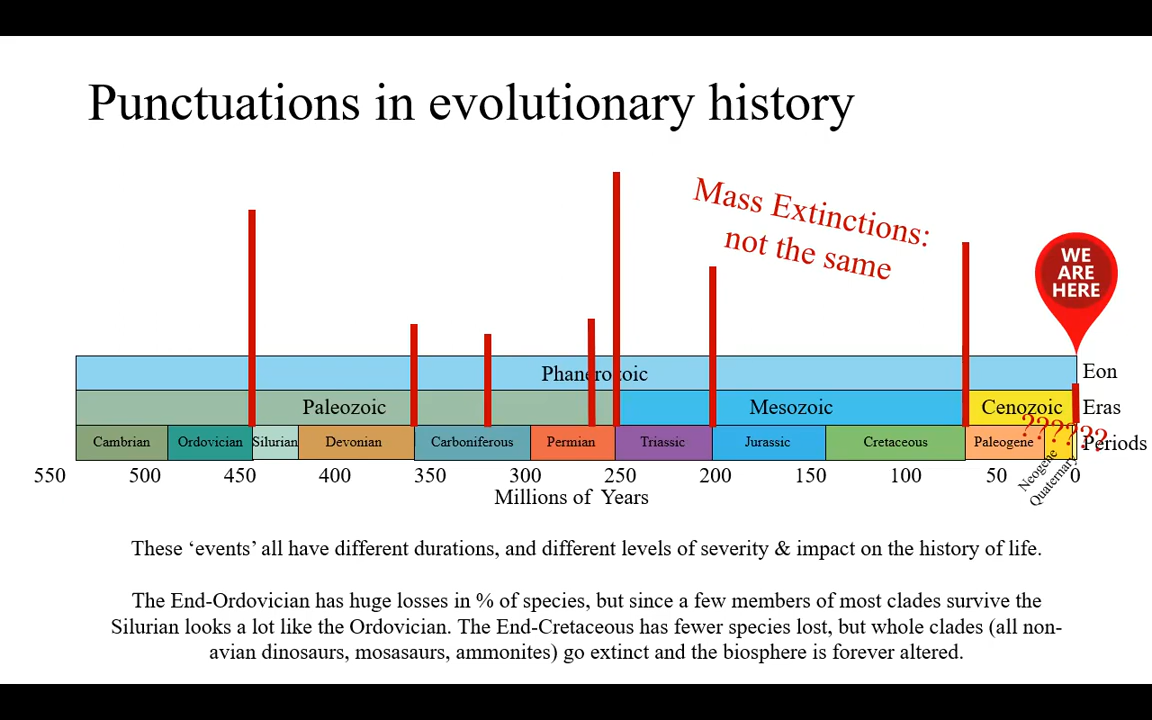 Punctuations in evolutionary history
Mass Extinctions:
not the same
WE
ARE
HERE
Phanerozoic
Eon
Paleozoic
Mesozoic
Cenozoic
Eras
??????
Cambrian
Ordovician
Silurian
Devonian
Carboniferous
Permian
Triassic
Jurassic
Cretaceous
Paleogene
Neogene
Quaternary
Periods
550 500 450 400 350 300 250 200 150 100 50 0
Millions of Years
These ‘events’ all have different durations, and different levels of severity & impact on the history of life.
The End-Ordovician has huge losses in % of species, but since a few members of most clades survive the
Silurian looks a lot like the Ordovician. The End-Cretaceous has fewer species lost, but whole clades (all non-
avian dinosaurs, mosasaurs, ammonites) go extinct and the biosphere is forever altered.